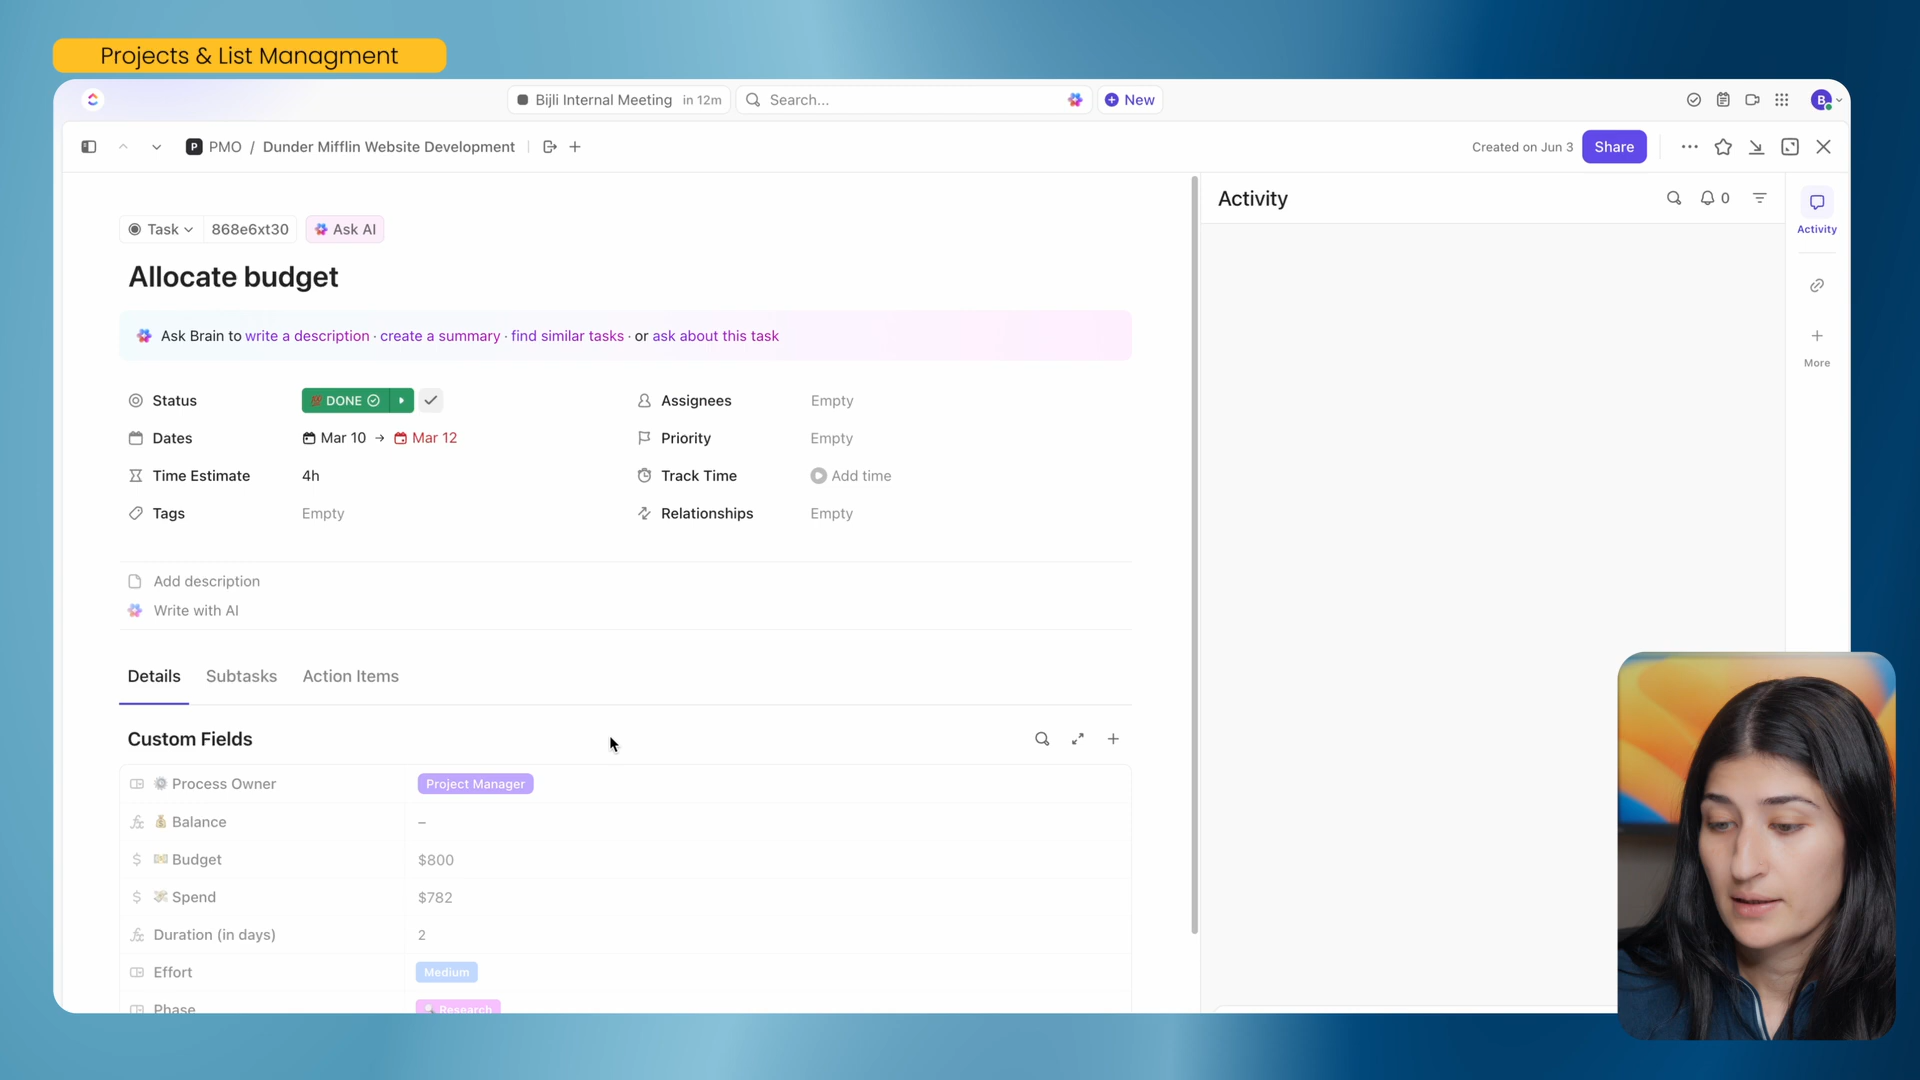 Projects & List Managment
Bijli Internal Meeting in 12m
Search...
New
B
P PMO / Dunder Mifflin Website Development
Created on Jun 3
Share
Task
868e6xt30
Ask AI
Allocate budget
Ask Brain to write a description · create a summary · find similar tasks · or ask about this task
Status
DONE
Assignees
Empty
Dates
Mar 10 → Mar 12
Priority
Empty
Time Estimate
4h
Track Time
Add time
Tags
Empty
Relationships
Empty
Add description
Write with AI
Details
Subtasks
Action Items
Custom Fields
Process Owner
Project Manager
Balance
–
Budget
$800
Spend
$782
Duration (in days)
2
Effort
Medium
Phase
Research
Activity
0
Activity
More